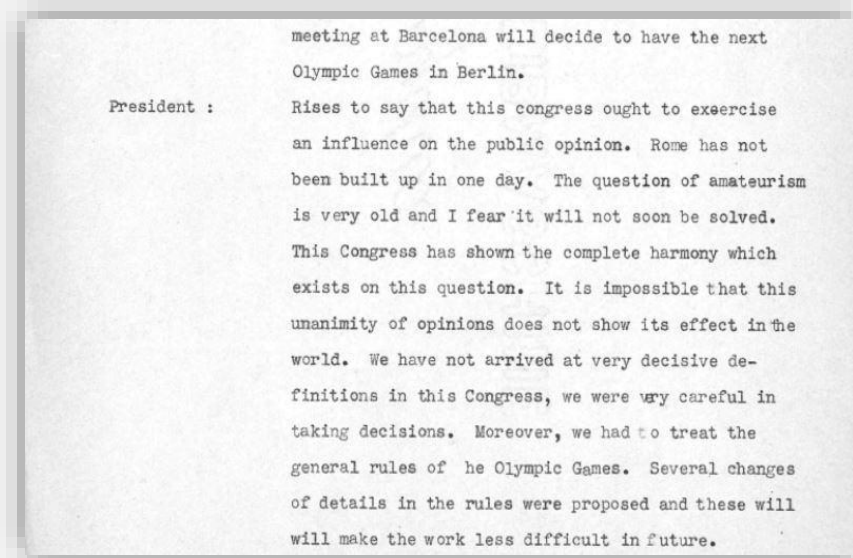 meeting at Barcelona will decide to have the next
Olympic Games in Berlin.
President : Rises to say that this congress ought to exeercise
an influence on the public opinion. Rome has not
been built up in one day. The question of amateurism
is very old and I fear it will not soon be solved.
This Congress has shown the complete harmony which
exists on this question. It is impossible that this
unanimity of opinions does not show its effect in the
world. We have not arrived at very decisive de-
finitions in this Congress, we were very careful in
taking decisions. Moreover, we had to treat the
general rules of he Olympic Games. Several changes
of details in the rules were proposed and these will
will make the work less difficult in future.